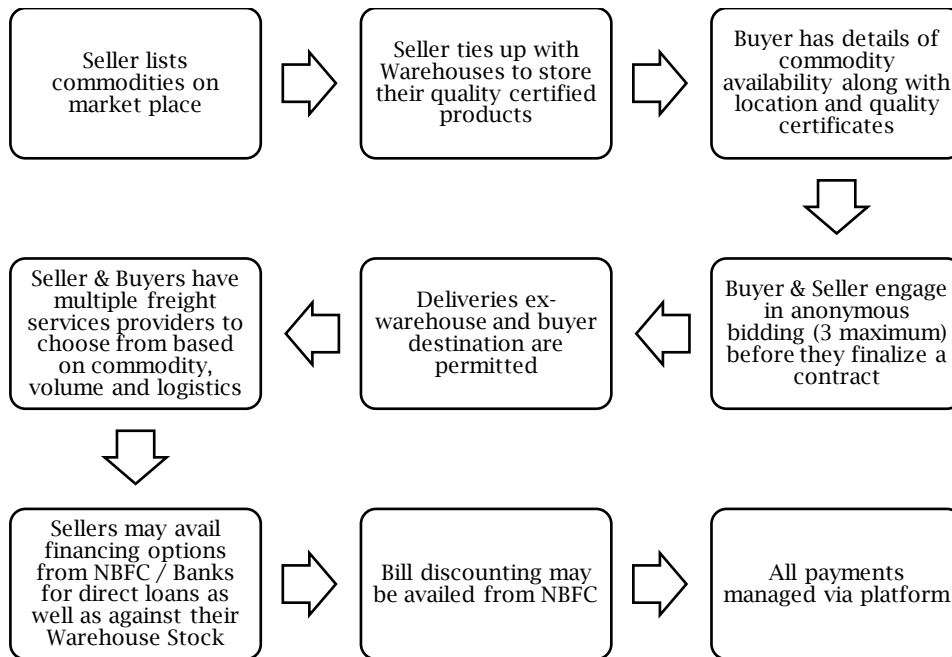 Seller lists
commodities on
market place
Seller ties up with
Warehouses to store
their quality certified
products
Buyer has details of
commodity
availability along with
location and quality
certificates
Buyer & Seller engage
in anonymous
bidding (3 maximum)
before they finalize a
contract
Deliveries ex-
warehouse and buyer
destination are
permitted
Seller & Buyers have
multiple freight
services providers to
choose from based
on commodity,
volume and logistics
Sellers may avail
financing options
from NBFC / Banks
for direct loans as
well as against their
Warehouse Stock
Bill discounting may
be availed from NBFC
All payments
managed via platform